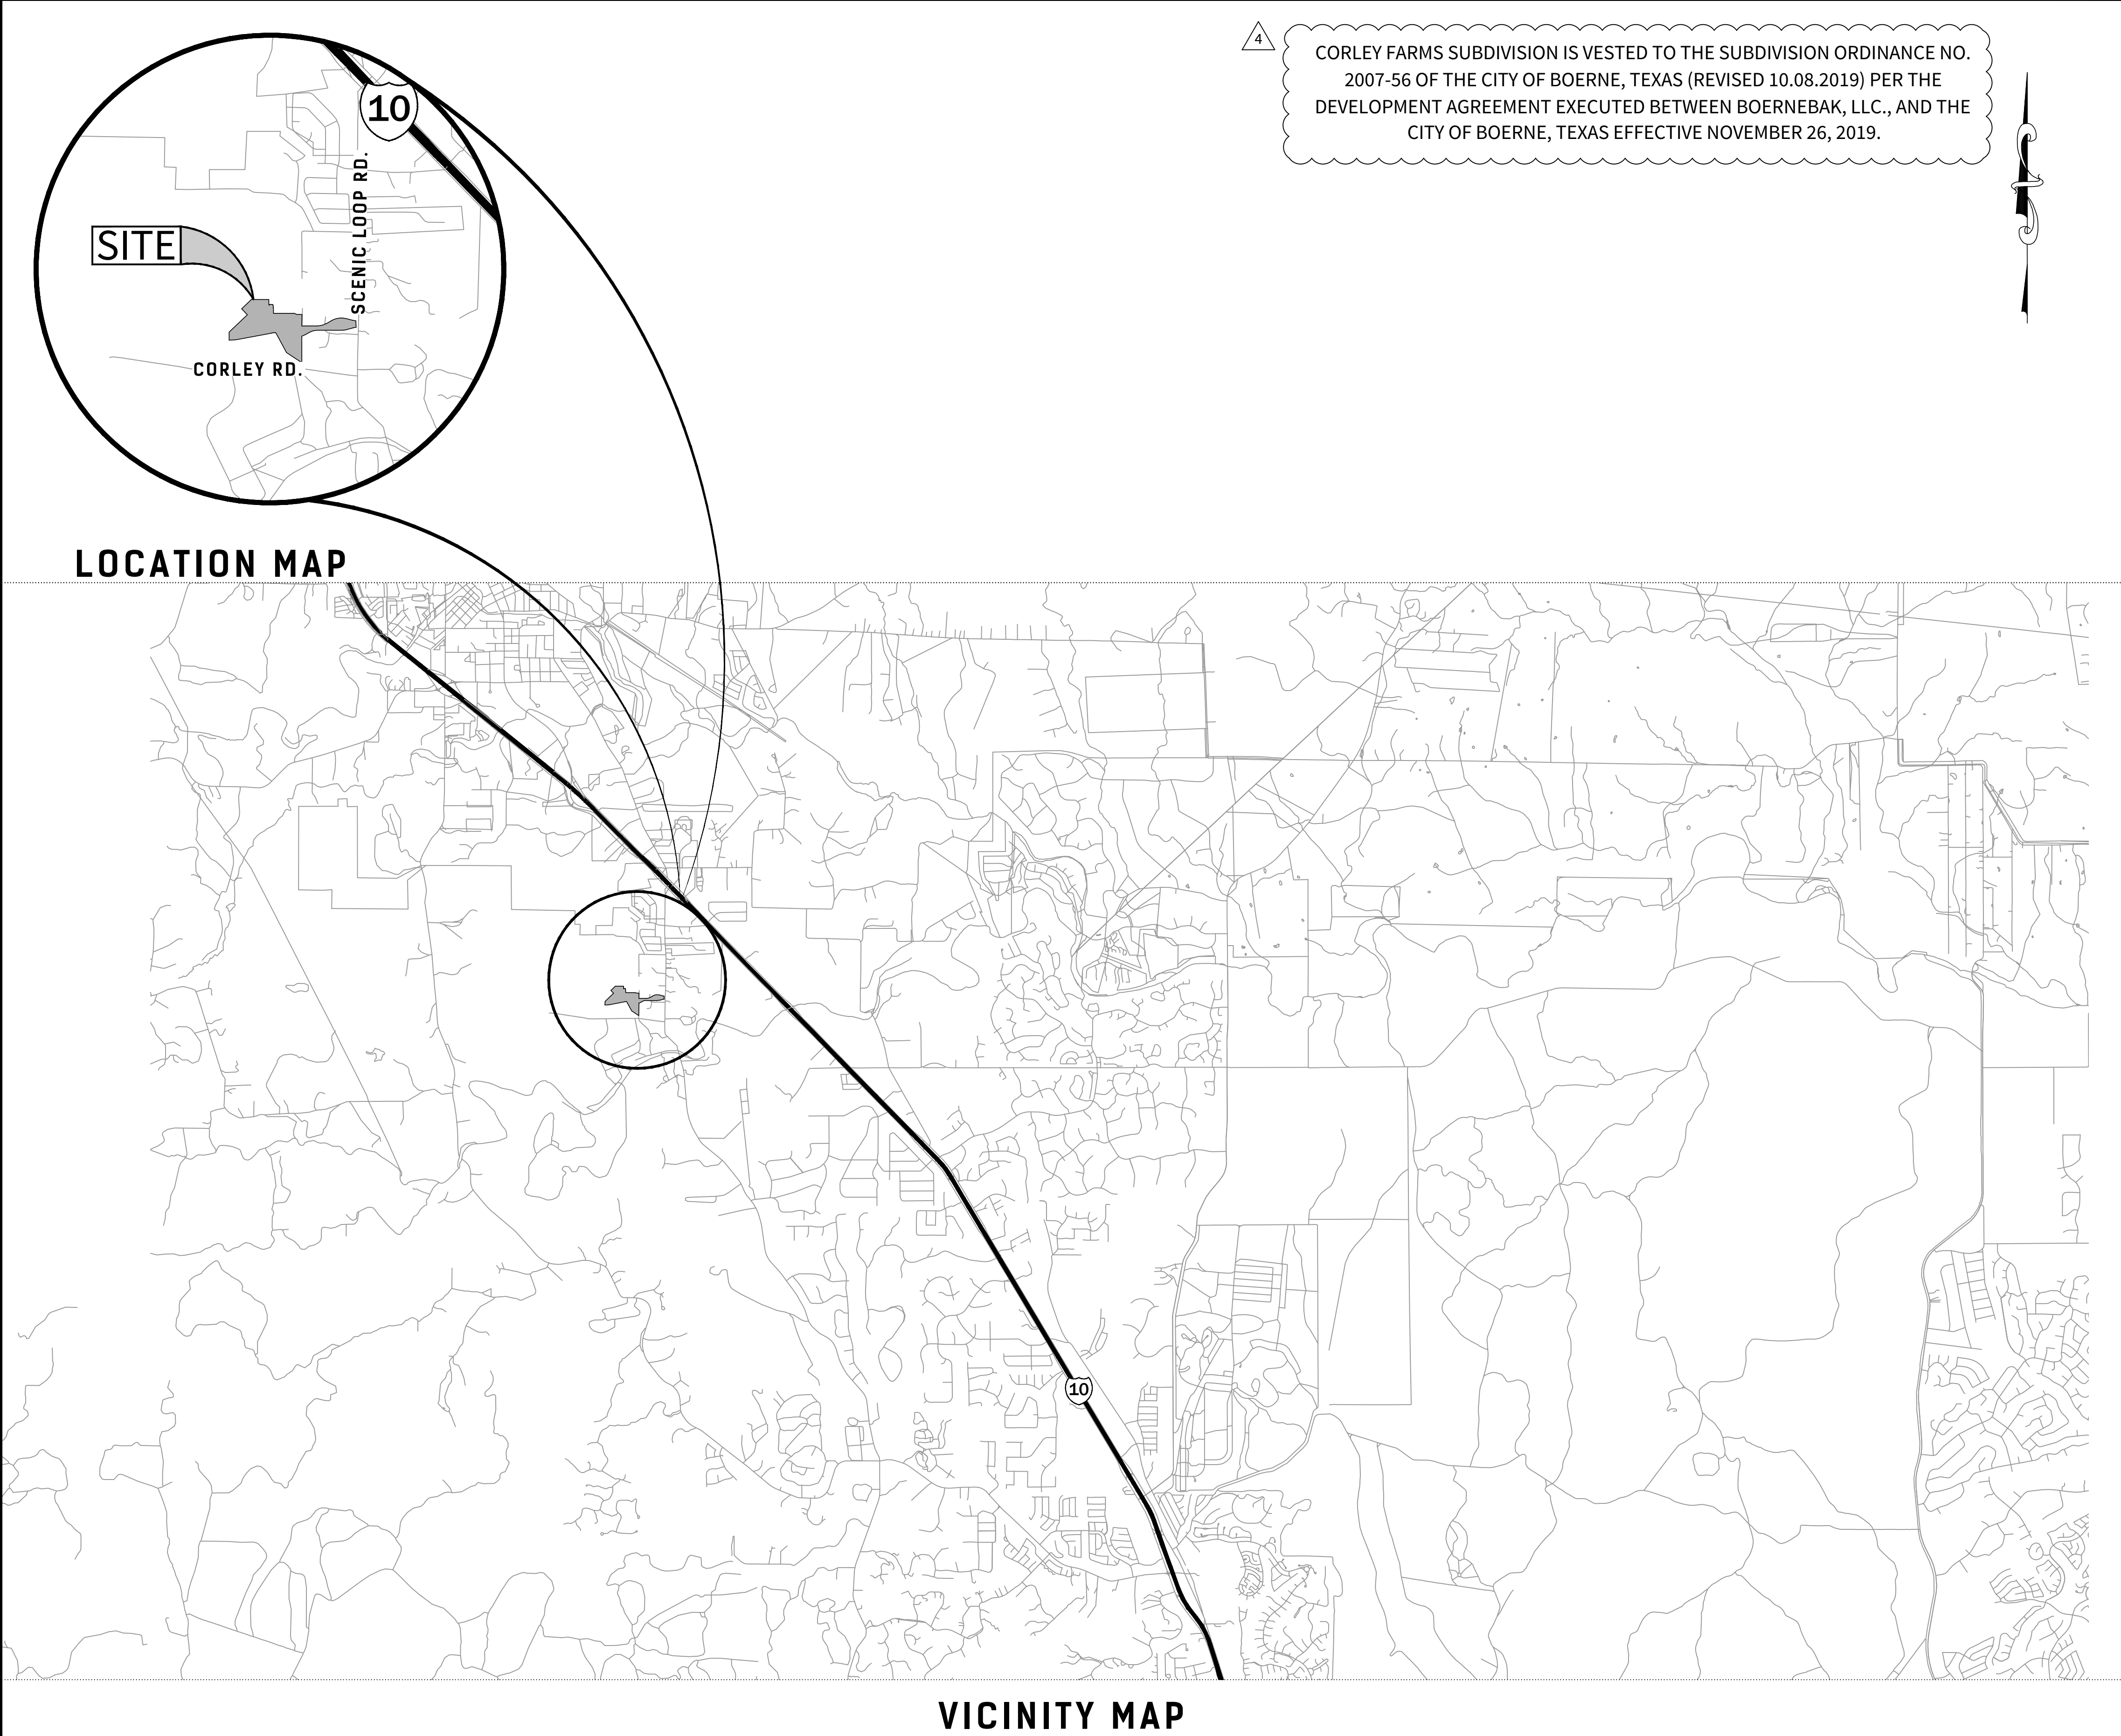 4
CORLEY FARMS SUBDIVISION IS VESTED TO THE SUBDIVISION ORDINANCE NO.
2007-56 OF THE CITY OF BOERNE, TEXAS (REVISED 10.08.2019) PER THE
DEVELOPMENT AGREEMENT EXECUTED BETWEEN BOERNEBAK, LLC., AND THE
CITY OF BOERNE, TEXAS EFFECTIVE NOVEMBER 26, 2019.
10
SCENIC LOOP RD.
SITE
CORLEY RD.
LOCATION MAP
10
VICINITY MAP